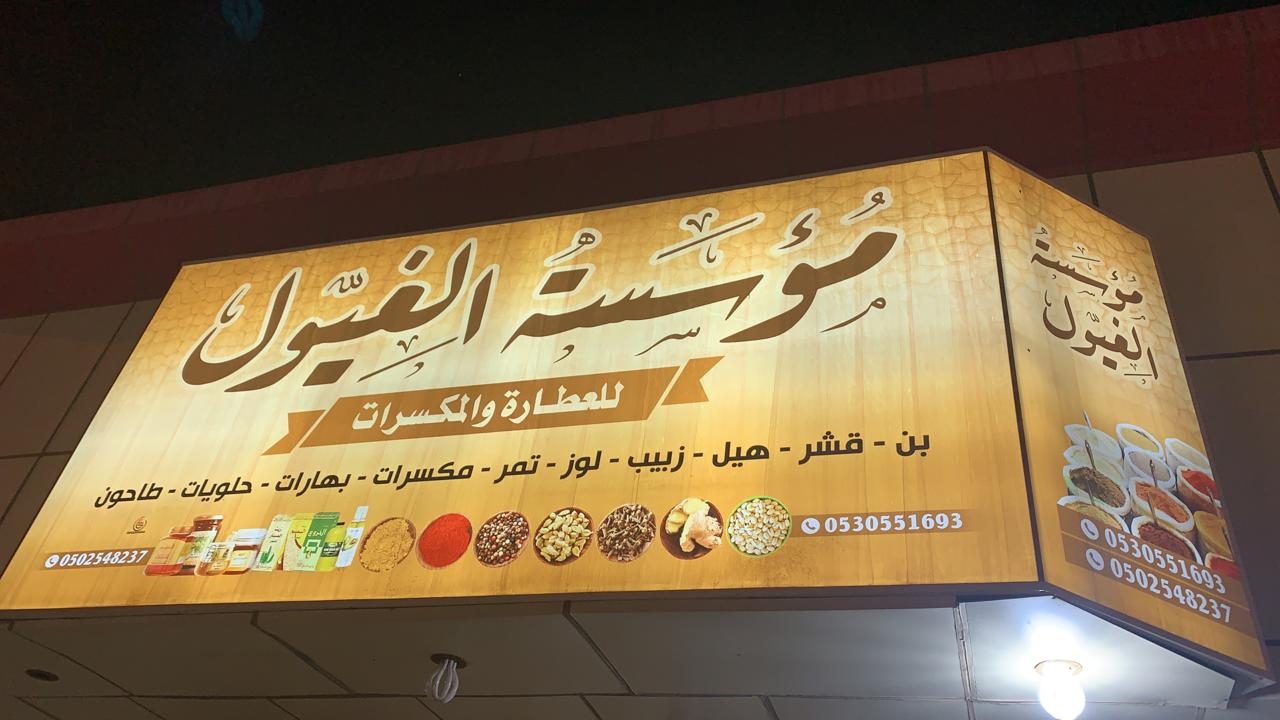 مؤسسة الغيول
للعطارة والمكسرات
بن - قشر - هيل - زبيب - لوز - تمر - مكسرات - بهارات - حلويات - طاحون
0530551693
0502548237
مؤسسة
الغيول
0530551693
0502548237